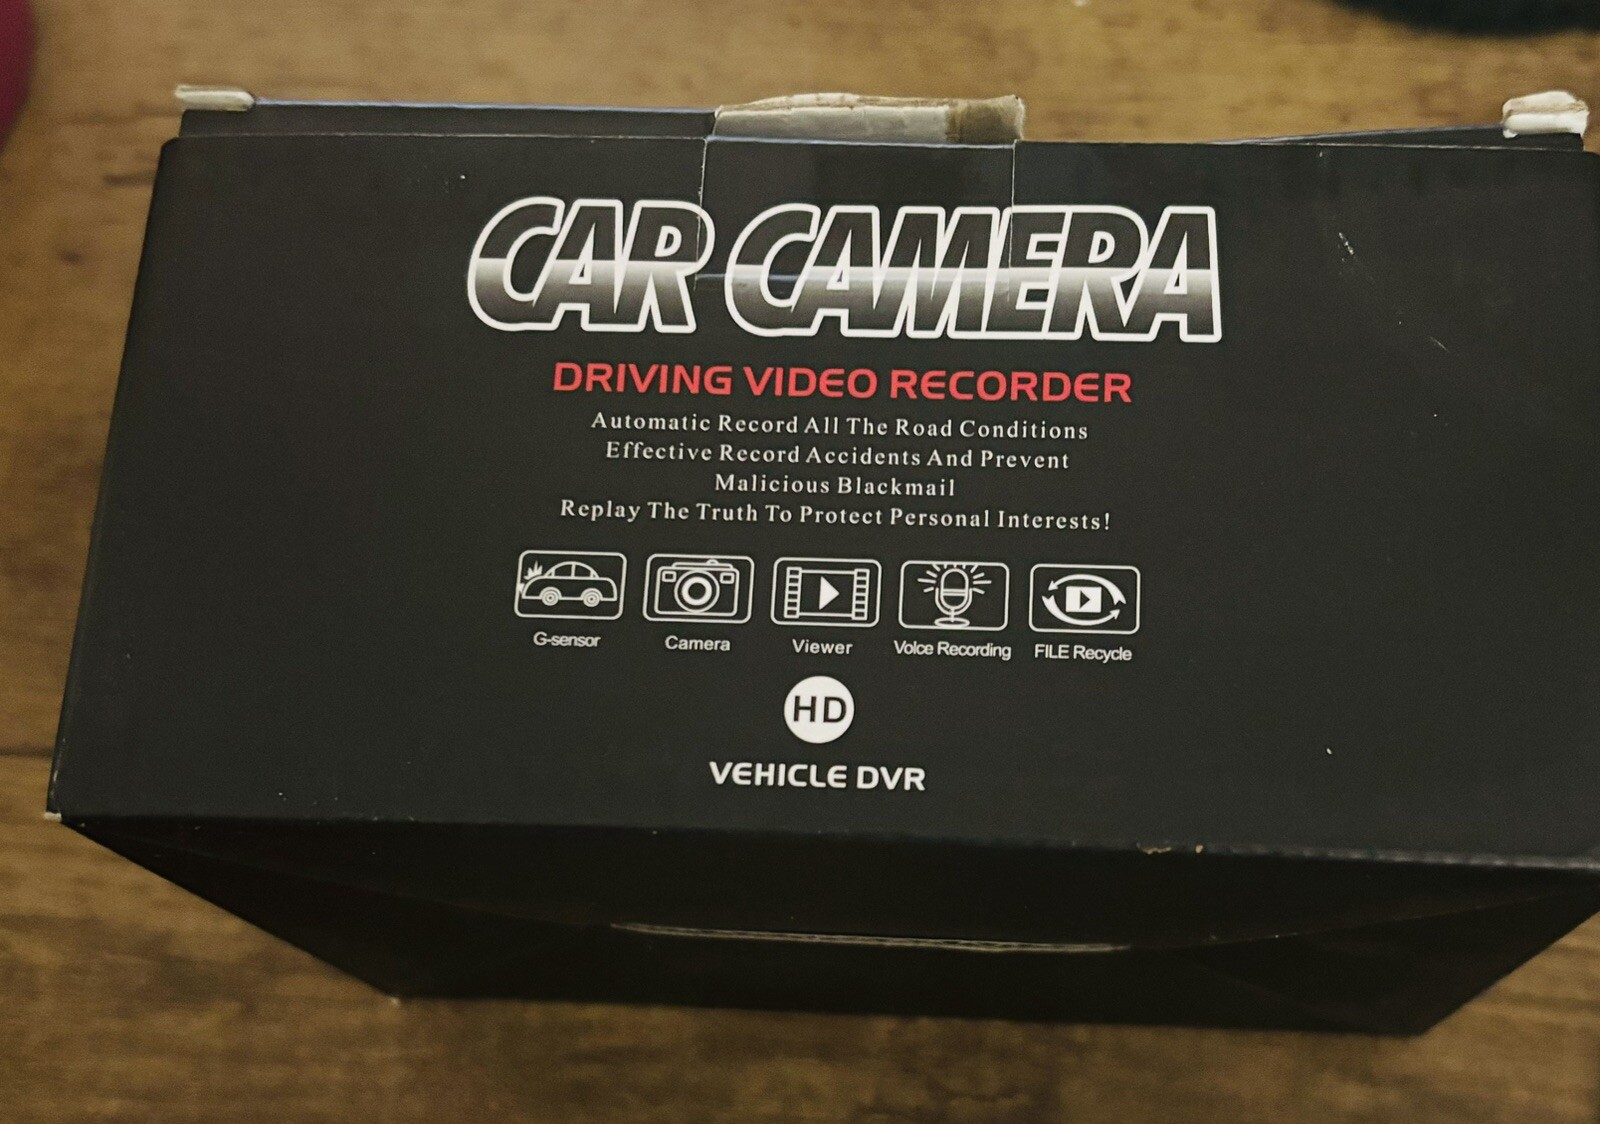 CAR CAMERA
DRIVING VIDEO RECORDER
Automatic Record All The Road Conditions
Effective Record Accidents And Prevent
Malicious Blackmail
Replay The Truth To Protect Personal Interests!
G-sensor Camera Viewer Voice Recording FILE Recycle
HD
VEHICLE DVR